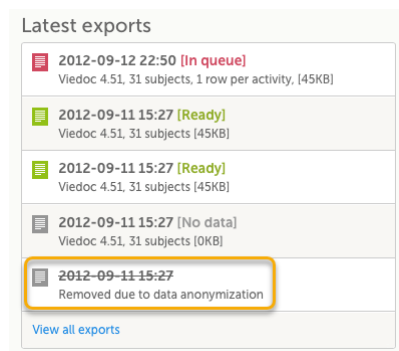 Latest exports
2012-09-12 22:50 [In queue]
Viedoc 4.51, 31 subjects, 1 row per activity, [45KB]
2012-09-11 15:27 [Ready]
Viedoc 4.51, 31 subjects [45KB]
2012-09-11 15:27 [Ready]
Viedoc 4.51, 31 subjects [45KB]
2012-09-11 15:27 [No data]
Viedoc 4.51, 31 subjects [0KB]
2012-09-11 15:27
Removed due to data anonymization
View all exports